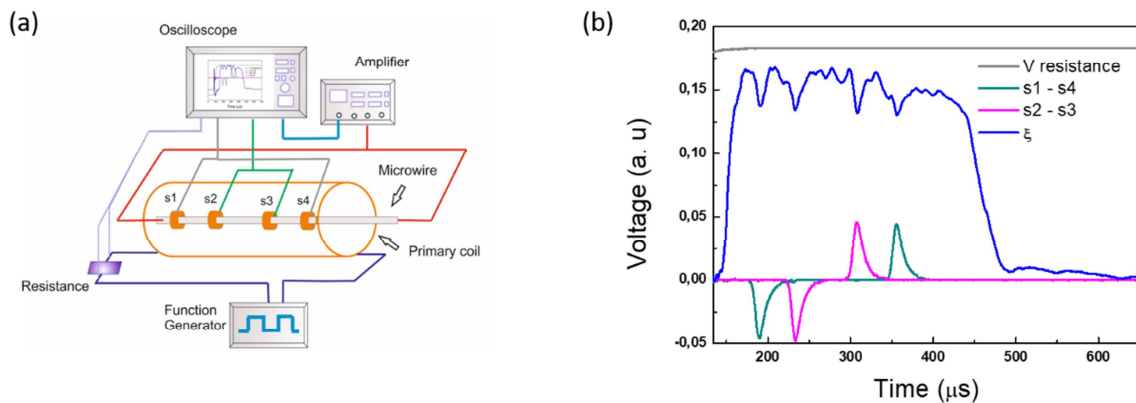 (a)
Oscilloscope
Amplifier
Microwire
s1
s2
s3
s4
Primary coil
Resistance
Function
Generator
(b)
Voltage (a. u)
0,20
0,15
0,10
0,05
0,00
-0,05
V resistance
s1 - s4
s2 - s3
ξ
200
300
400
500
600
Time (μs)